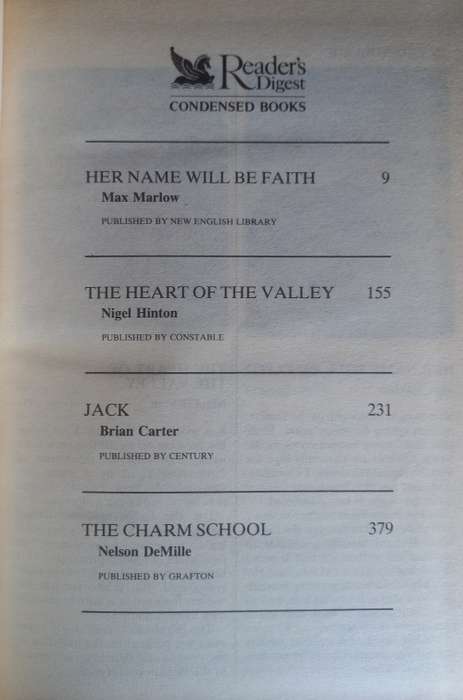 Reader's
Digest
CONDENSED BOOKS
HER NAME WILL BE FAITH 9
Max Marlow
PUBLISHED BY NEW ENGLISH LIBRARY
THE HEART OF THE VALLEY 155
Nigel Hinton
PUBLISHED BY CONSTABLE
JACK 231
Brian Carter
PUBLISHED BY CENTURY
THE CHARM SCHOOL 379
Nelson DeMille
PUBLISHED BY GRAFTON